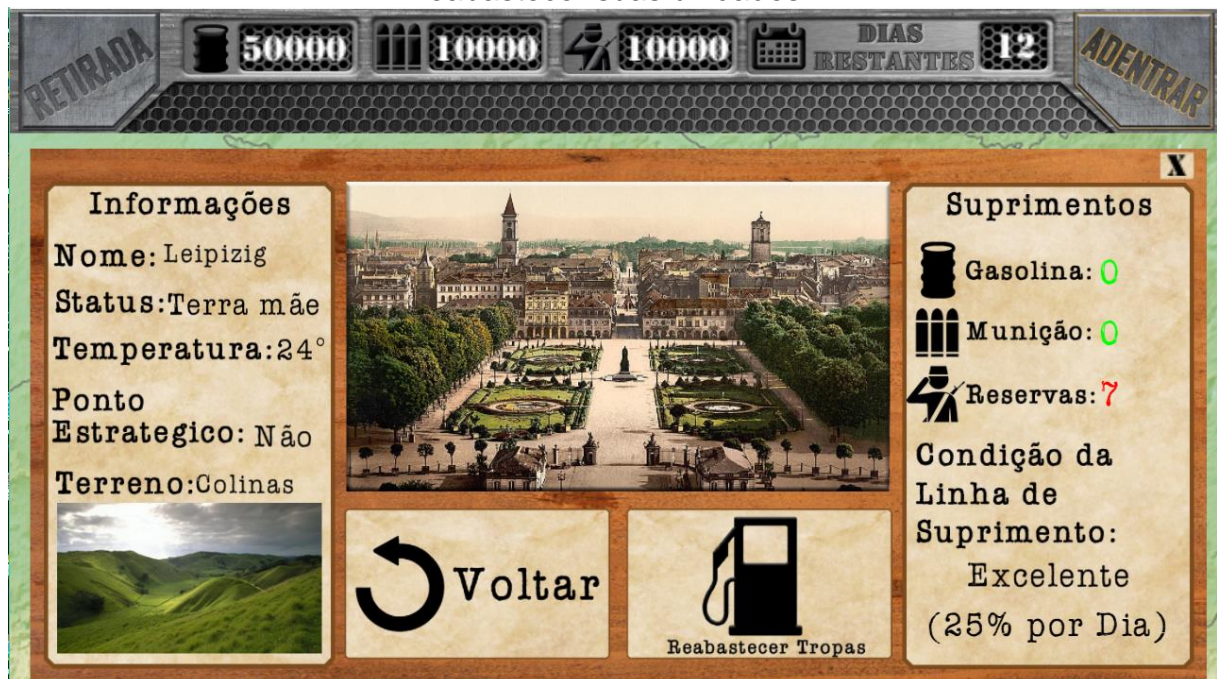 RETIRADA
50000
10000
10000
DIAS
RESTANTES
12
ADENTRAR
X
Informações
Nome: Leipizig
Status:Terra mãe
Temperatura:24°
Ponto
Estrategico: Não
Terreno:Colinas
Voltar
Reabastecer Tropas
Suprimentos
Gasolina: 0
Munição: 0
Reservas:7
Condição da
Linha de
Suprimento:
Excelente
(25% por Dia)